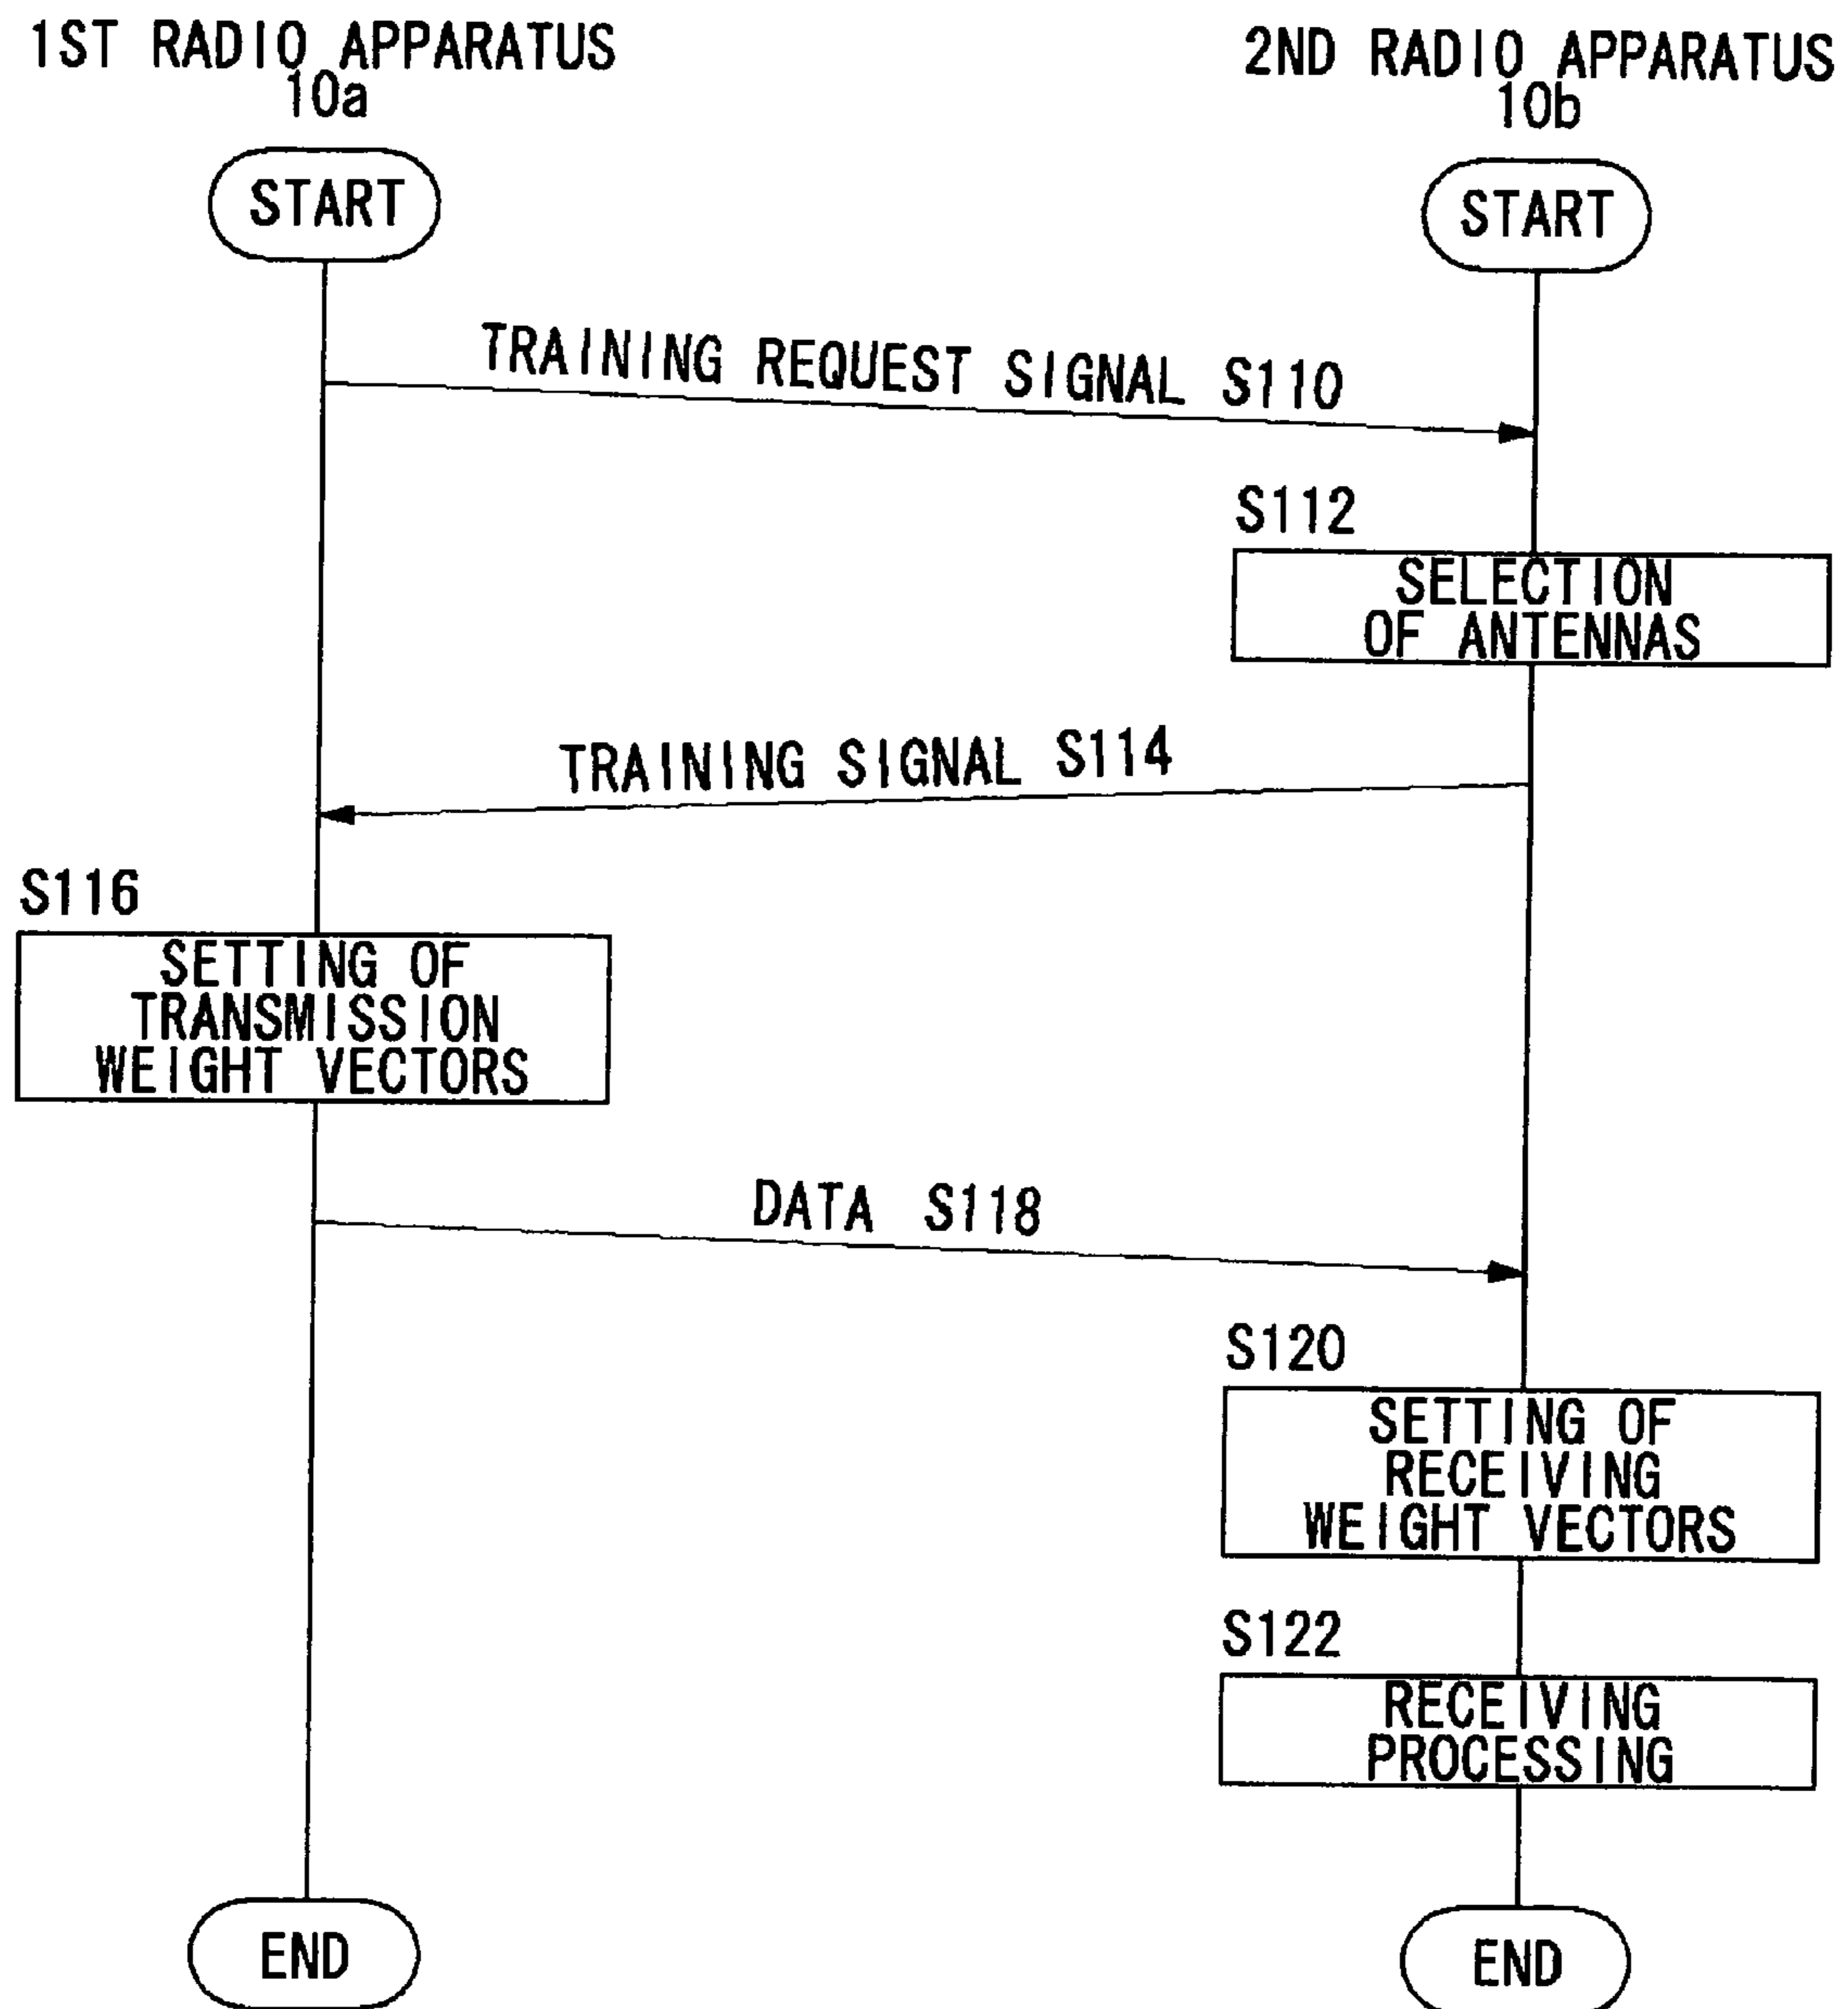 1ST RADIO APPARATUS
10a
2ND RADIO APPARATUS
10b
START
START
TRAINING REQUEST SIGNAL S110
S112
SELECTION
OF ANTENNAS
TRAINING SIGNAL S114
S116
SETTING OF
TRANSMISSION
WEIGHT VECTORS
DATA S118
S120
SETTING OF
RECEIVING
WEIGHT VECTORS
S122
RECEIVING
PROCESSING
END
END